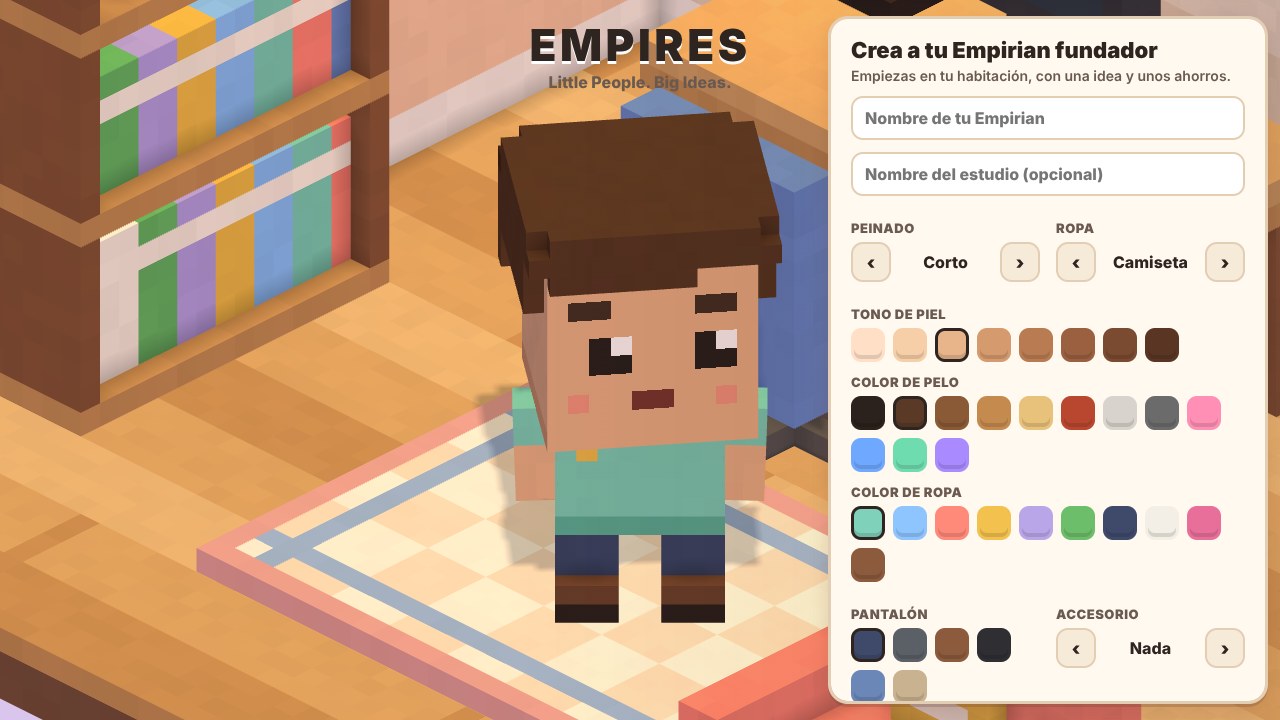 EMPIRES
Little People. Big Ideas.
Crea a tu Empirian fundador
Empiezas en tu habitación, con una idea y unos ahorros.
Nombre de tu Empirian
Nombre del estudio (opcional)
PEINADO
‹ Corto ›
ROPA
‹ Camiseta ›
TONO DE PIEL
COLOR DE PELO
COLOR DE ROPA
PANTALÓN
ACCESORIO
‹ Nada ›